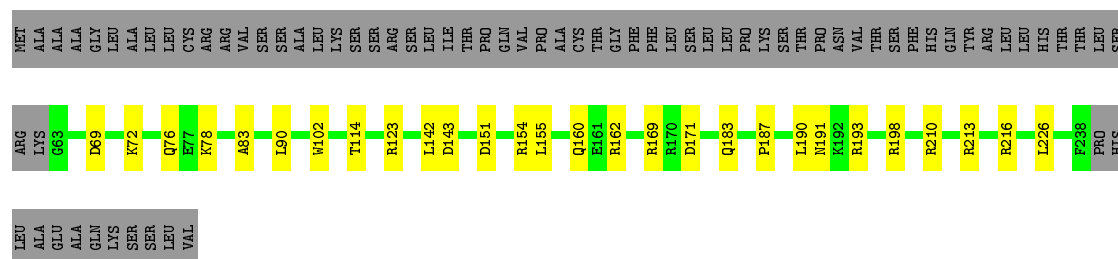 MET ALA ALA ALA GLY LEU ALA LEU LEU CYS ARG ARG VAL SER SER ALA LEU LYS SER SER ARG SER LEU ILE THR PRO GLN VAL PRO ALA CYS THR GLY PHE PHE LEU SER LEU LEU PRO LYS SER THR PRO ASN VAL THR SER PHE HIS GLN TYR ARG LEU LEU HIS THR THR LEU SER
ARG LYS G63 D69 K72 Q76 E77 K78 A83 L90 W102 T114 R123 L142 D143 D151 R154 L155 Q160 E161 R162 R169 R170 D171 Q183 P187 L190 N191 K192 R193 R198 R210 R213 R216 L226 F238 PRO HIS
LEU ALA GLU ALA GLN LYS SER SER LEU VAL